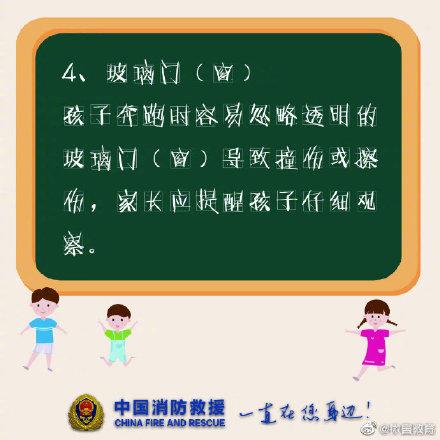 4、玻璃门（窗）
孩子奔跑时容易忽略透明的
玻璃门（窗）导致撞伤或擦
伤，家长应提醒孩子仔细观
察。
中国消防救援
CHINA FIRE AND RESCUE
一直在您身边！